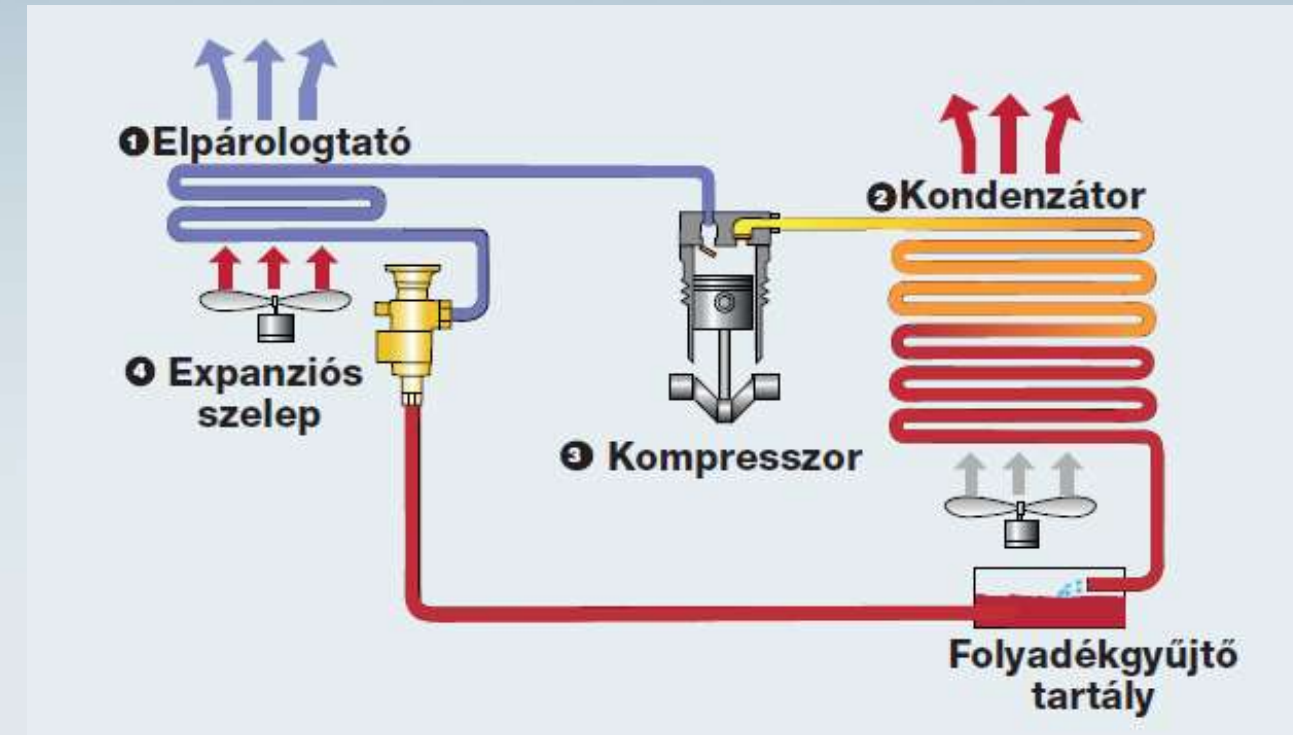 ❶Elpárologtató
❷Kondenzátor
❹ Expanziós
szelep
❸ Kompresszor
Folyadékgyűjtő
tartály